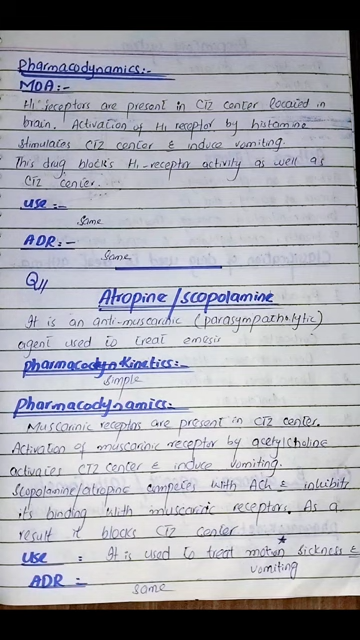 Pharmacodynamics:-
MOA:-
H1 receptors are present in CTZ center located in
brain. Activation of H1 receptor by histamine
stimulates CTZ center & induce vomiting.
This drug blocks H1-receptor activity as well as
CTZ center.
use:-
Same
ADR:-
Same
Q//
Atropine/scopolamine
It is an anti-muscarinic (parasympatholytic)
agent used to treat emesis
pharmacodynkinetics:-
simple
Pharmacodynamics:-
Muscarinic receptors are present in CTZ center.
Activation of muscarinic receptor by acetylcholine
activates CTZ center & induce vomiting.
Scopolamine/atropine competes with Ach & inhibity
it's binding with muscarinic receptors. As a
result it blocks CTZ center
use : It is used to treat motion sickness &
vomiting
ADR:-
same